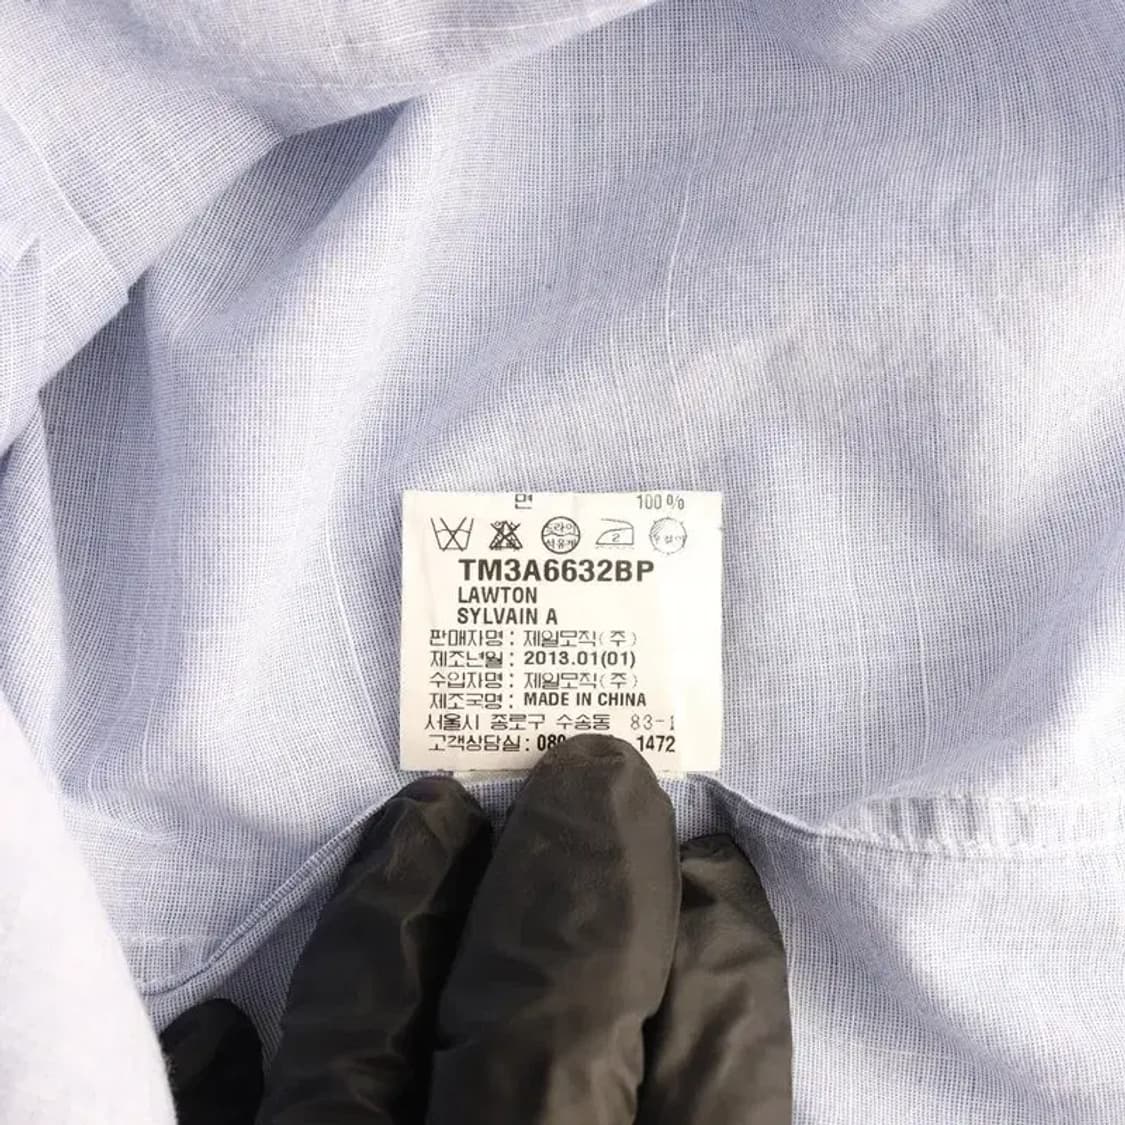 면 100 %
드라이 석유계 2
TM3A6632BP
LAWTON
SYLVAIN A
판매자명 : 제일모직(주)
제조년월 : 2013.01(01)
수입자명 : 제일모직(주)
제조국명 : MADE IN CHINA
서울시 종로구 수송동 83-1
고객상담실 : 080 1472